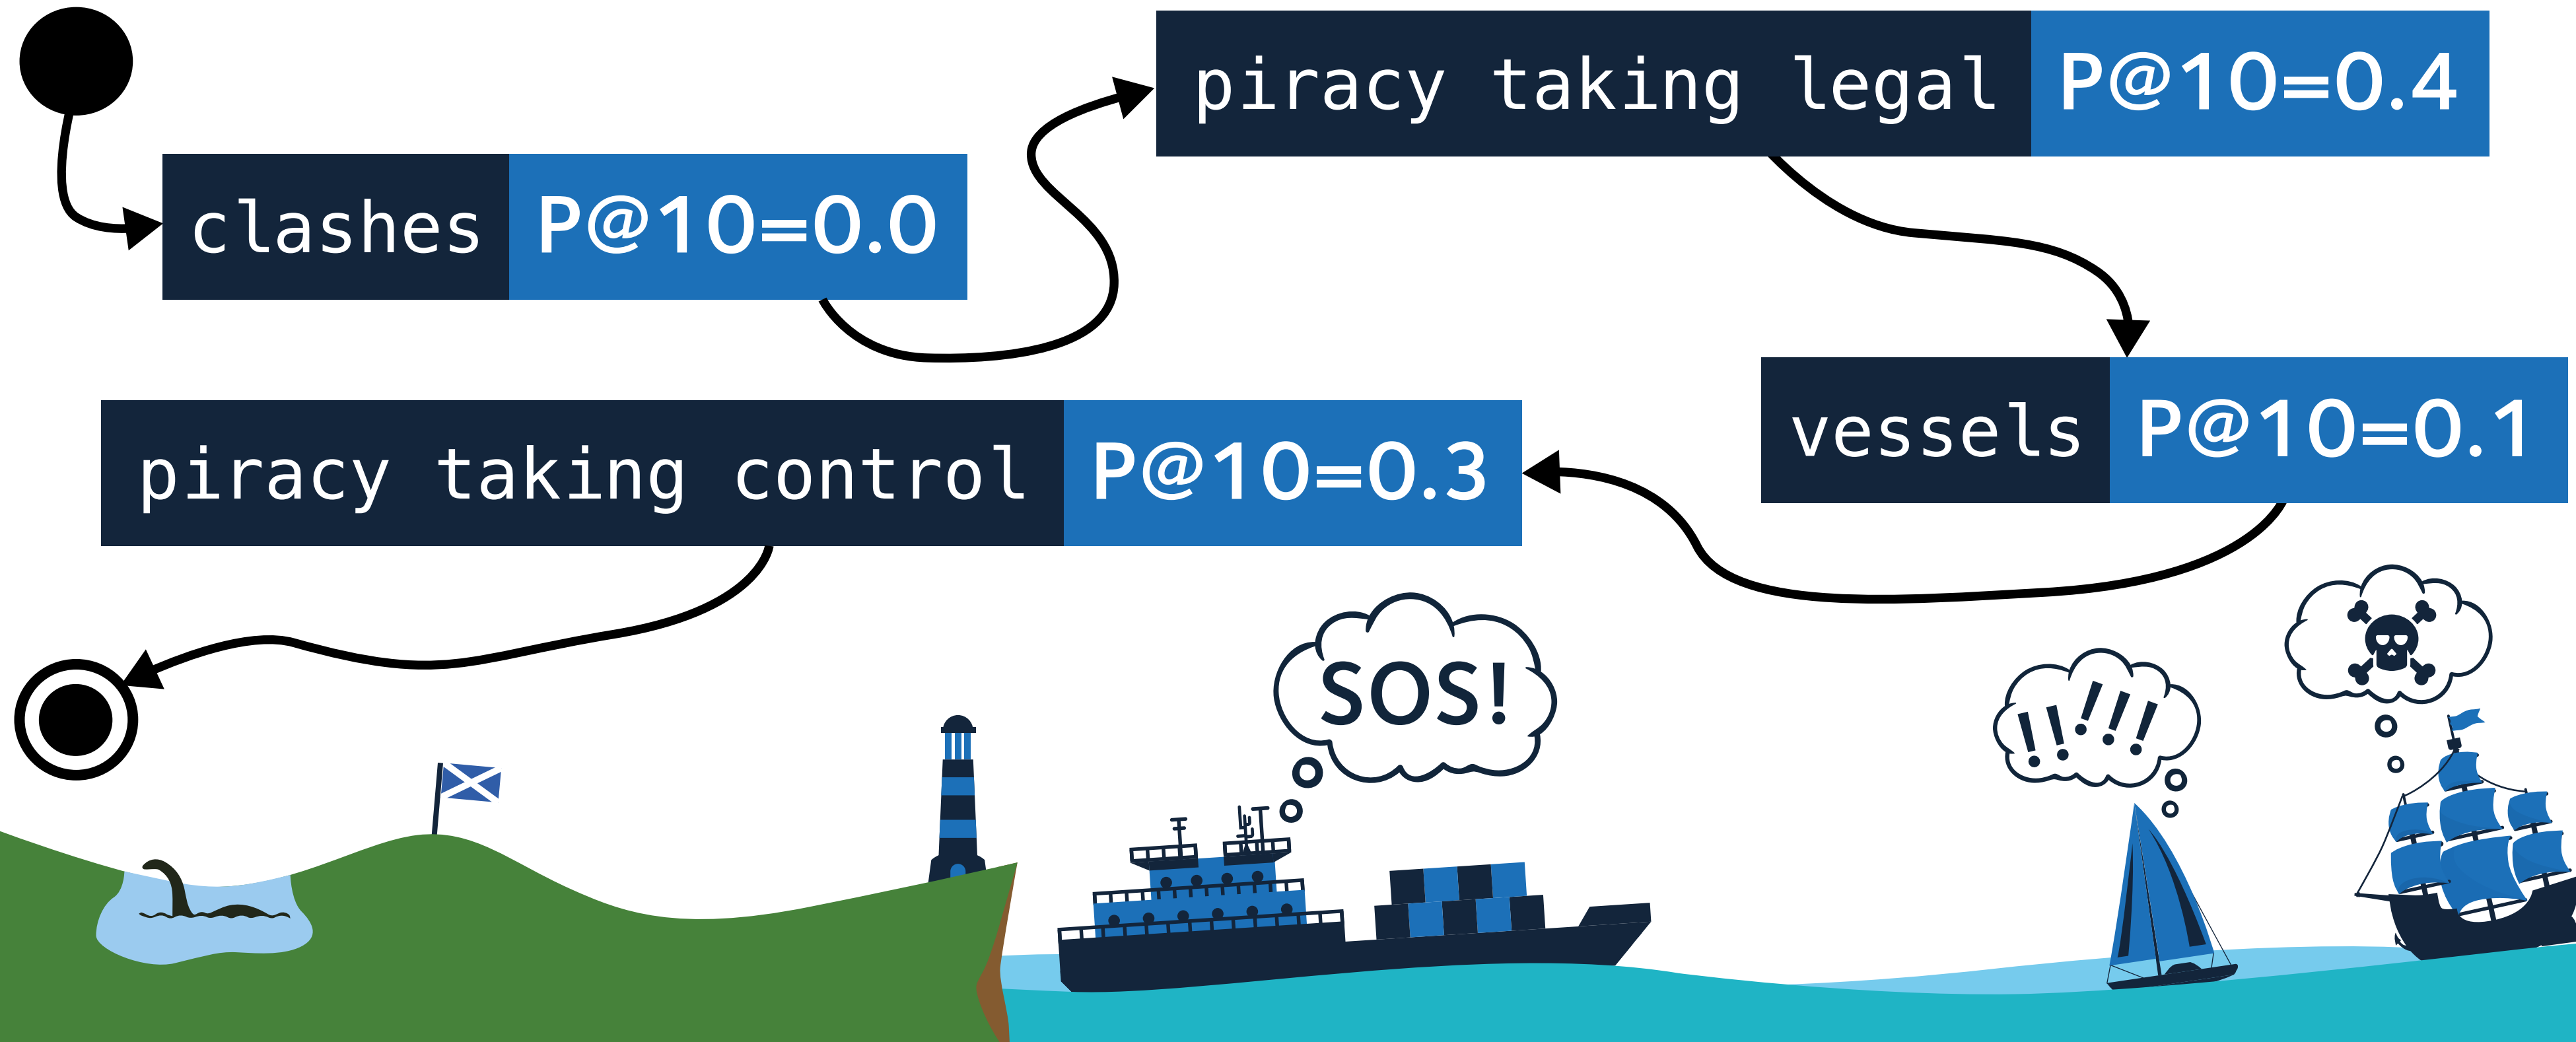 clashes P@10=0.0
piracy taking legal P@10=0.4
vessels P@10=0.1
piracy taking control P@10=0.3
SOS!
!!!!!